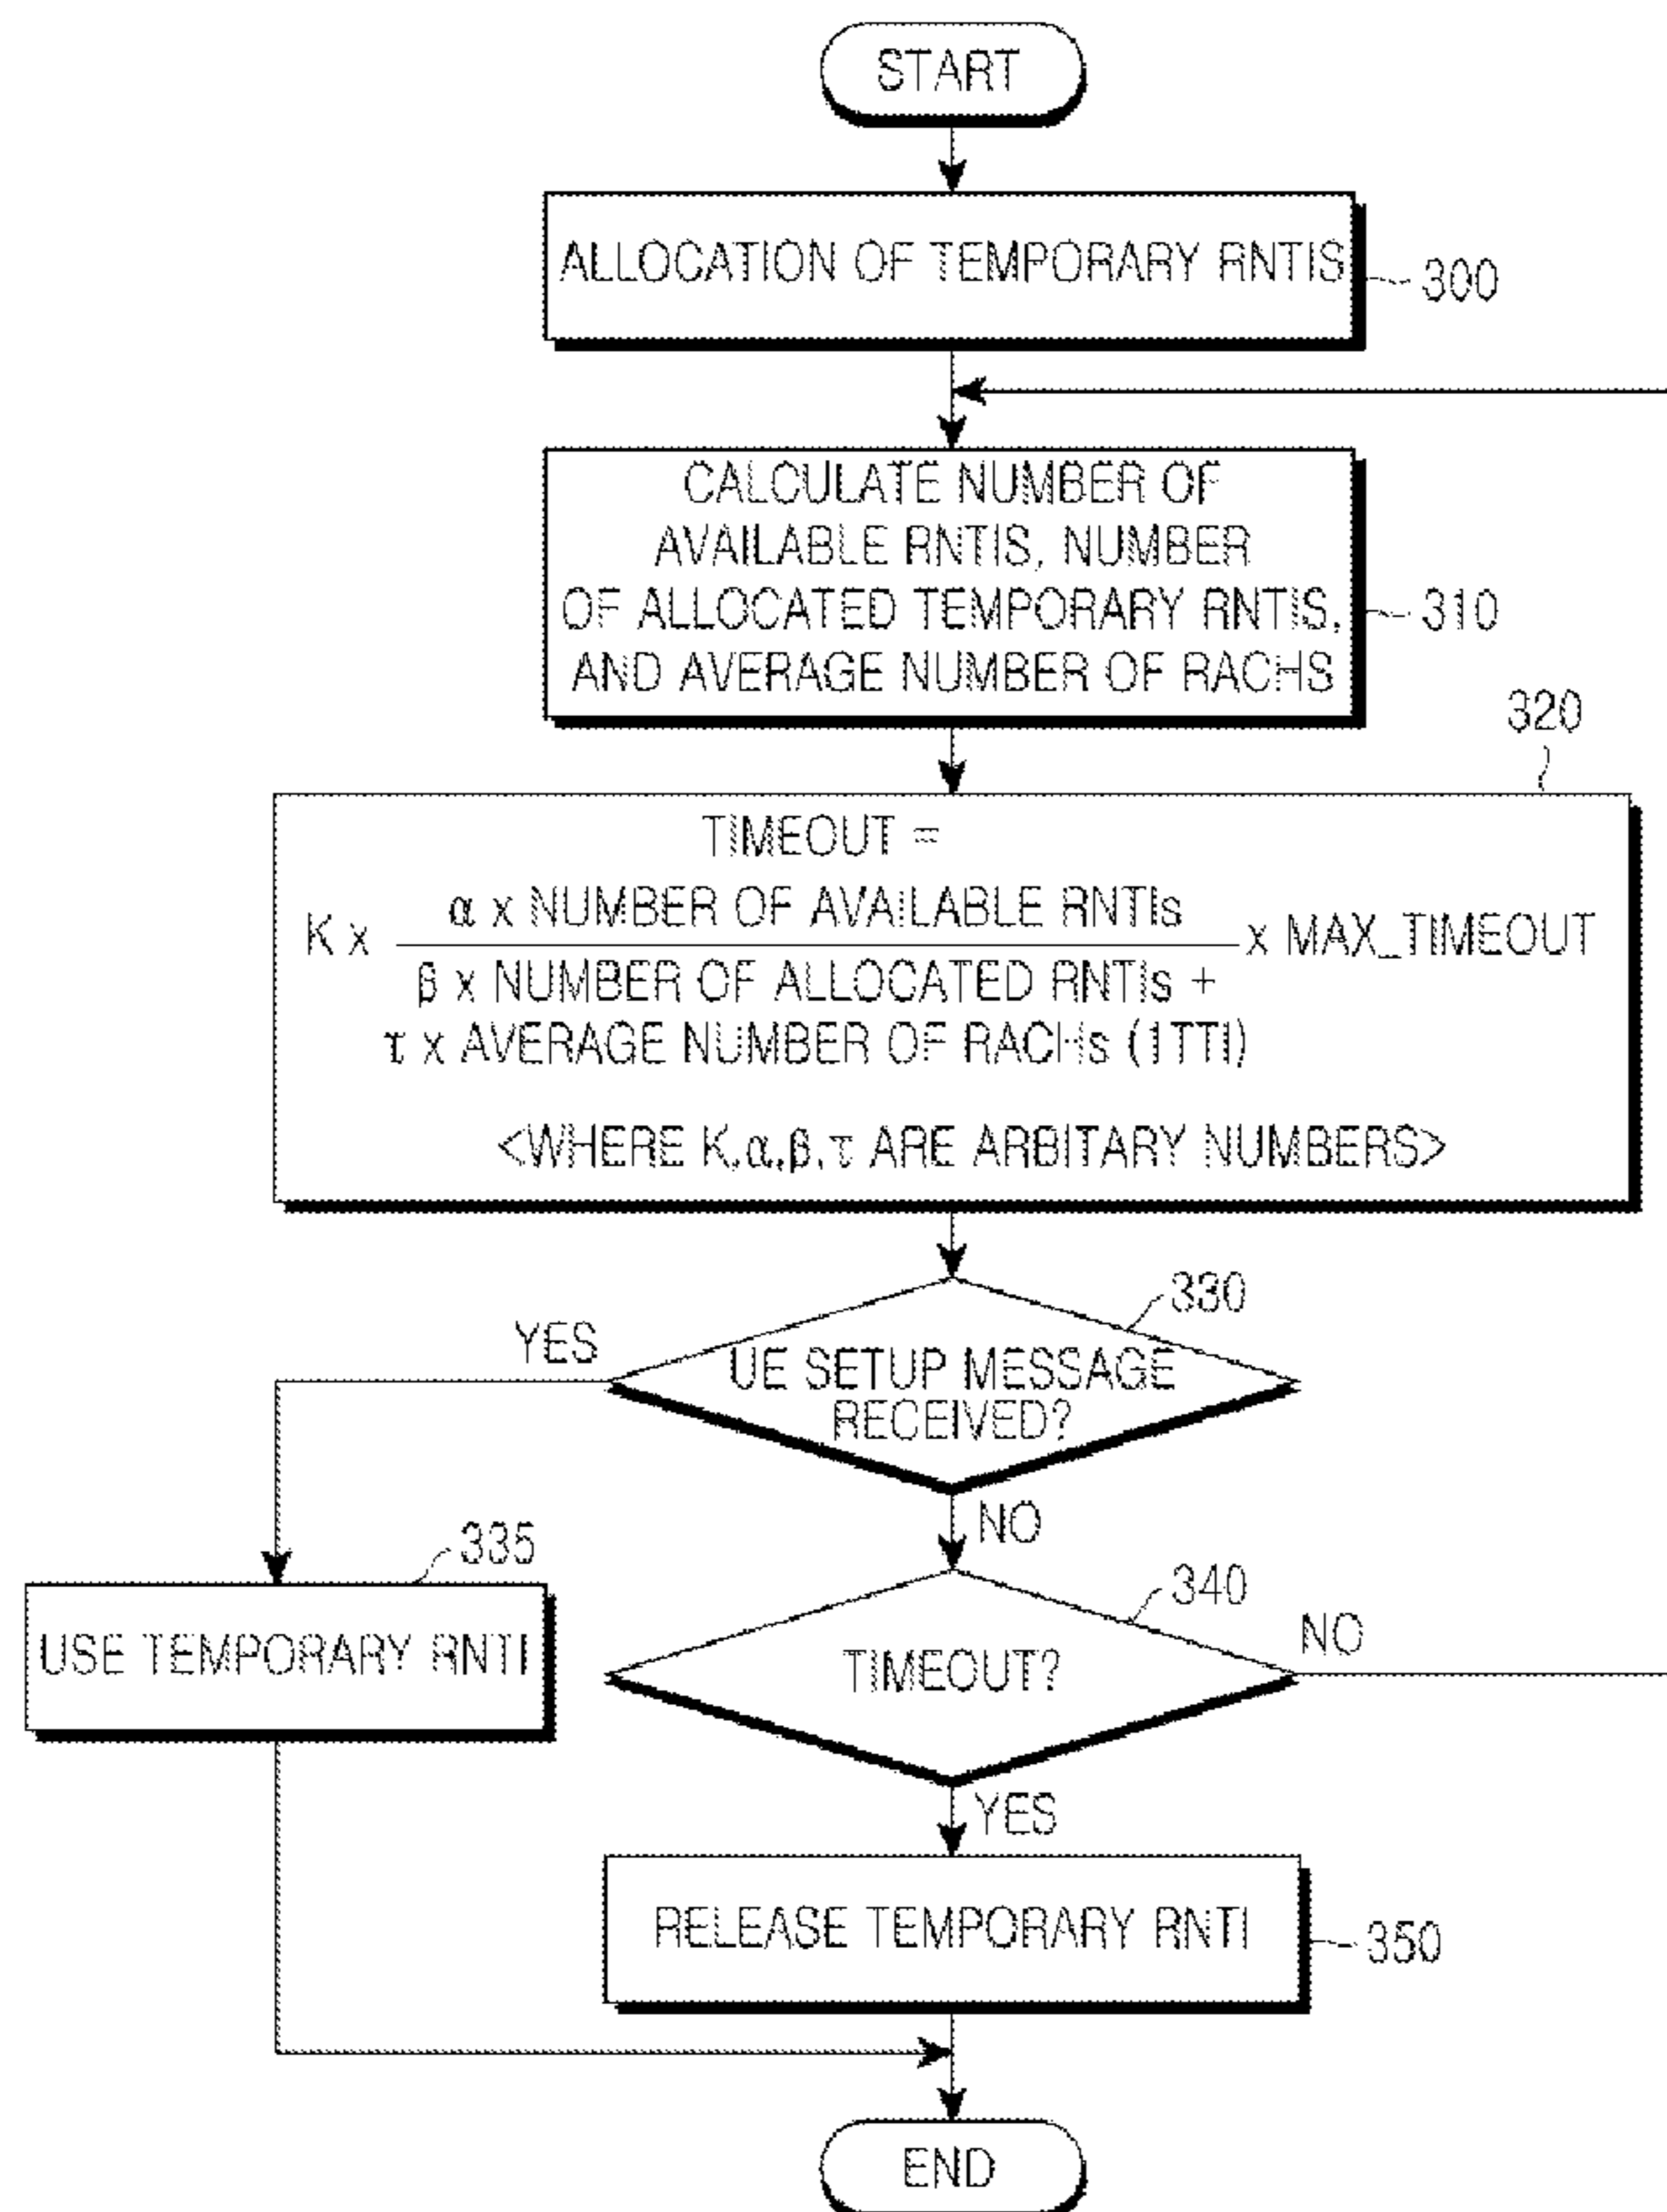 START
ALLOCATION OF TEMPORARY RNTIS
300
CALCULATE NUMBER OF
AVAILABLE RNTIS, NUMBER
OF ALLOCATED TEMPORARY RNTIS,
AND AVERAGE NUMBER OF RACHS
310
320
TIMEOUT =
K x α x NUMBER OF AVAILABLE RNTIs
β x NUMBER OF ALLOCATED RNTIs +
τ x AVERAGE NUMBER OF RACHs (1TTI)
x MAX_TIMEOUT
<WHERE K,α,β,τ ARE ARBITARY NUMBERS>
330
YES
UE SETUP MESSAGE
RECEIVED?
NO
335
USE TEMPORARY RNTI
340
TIMEOUT?
NO
YES
RELEASE TEMPORARY RNTI
350
END